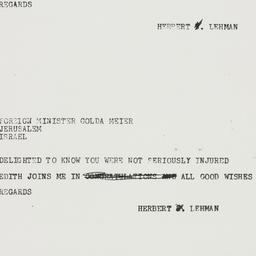 REGARDS
HERBERT H. LEHMAN
FOREIGN MINISTER GOLDA MEIER
JERUSALEM
ISRAEL
DELIGHTED TO KNOW YOU WERE NOT SERIOUSLY INJURED
EDITH JOINS ME IN CONGRATULATIONS AND ALL GOOD WISHES
REGARDS
HERBERT H. LEHMAN